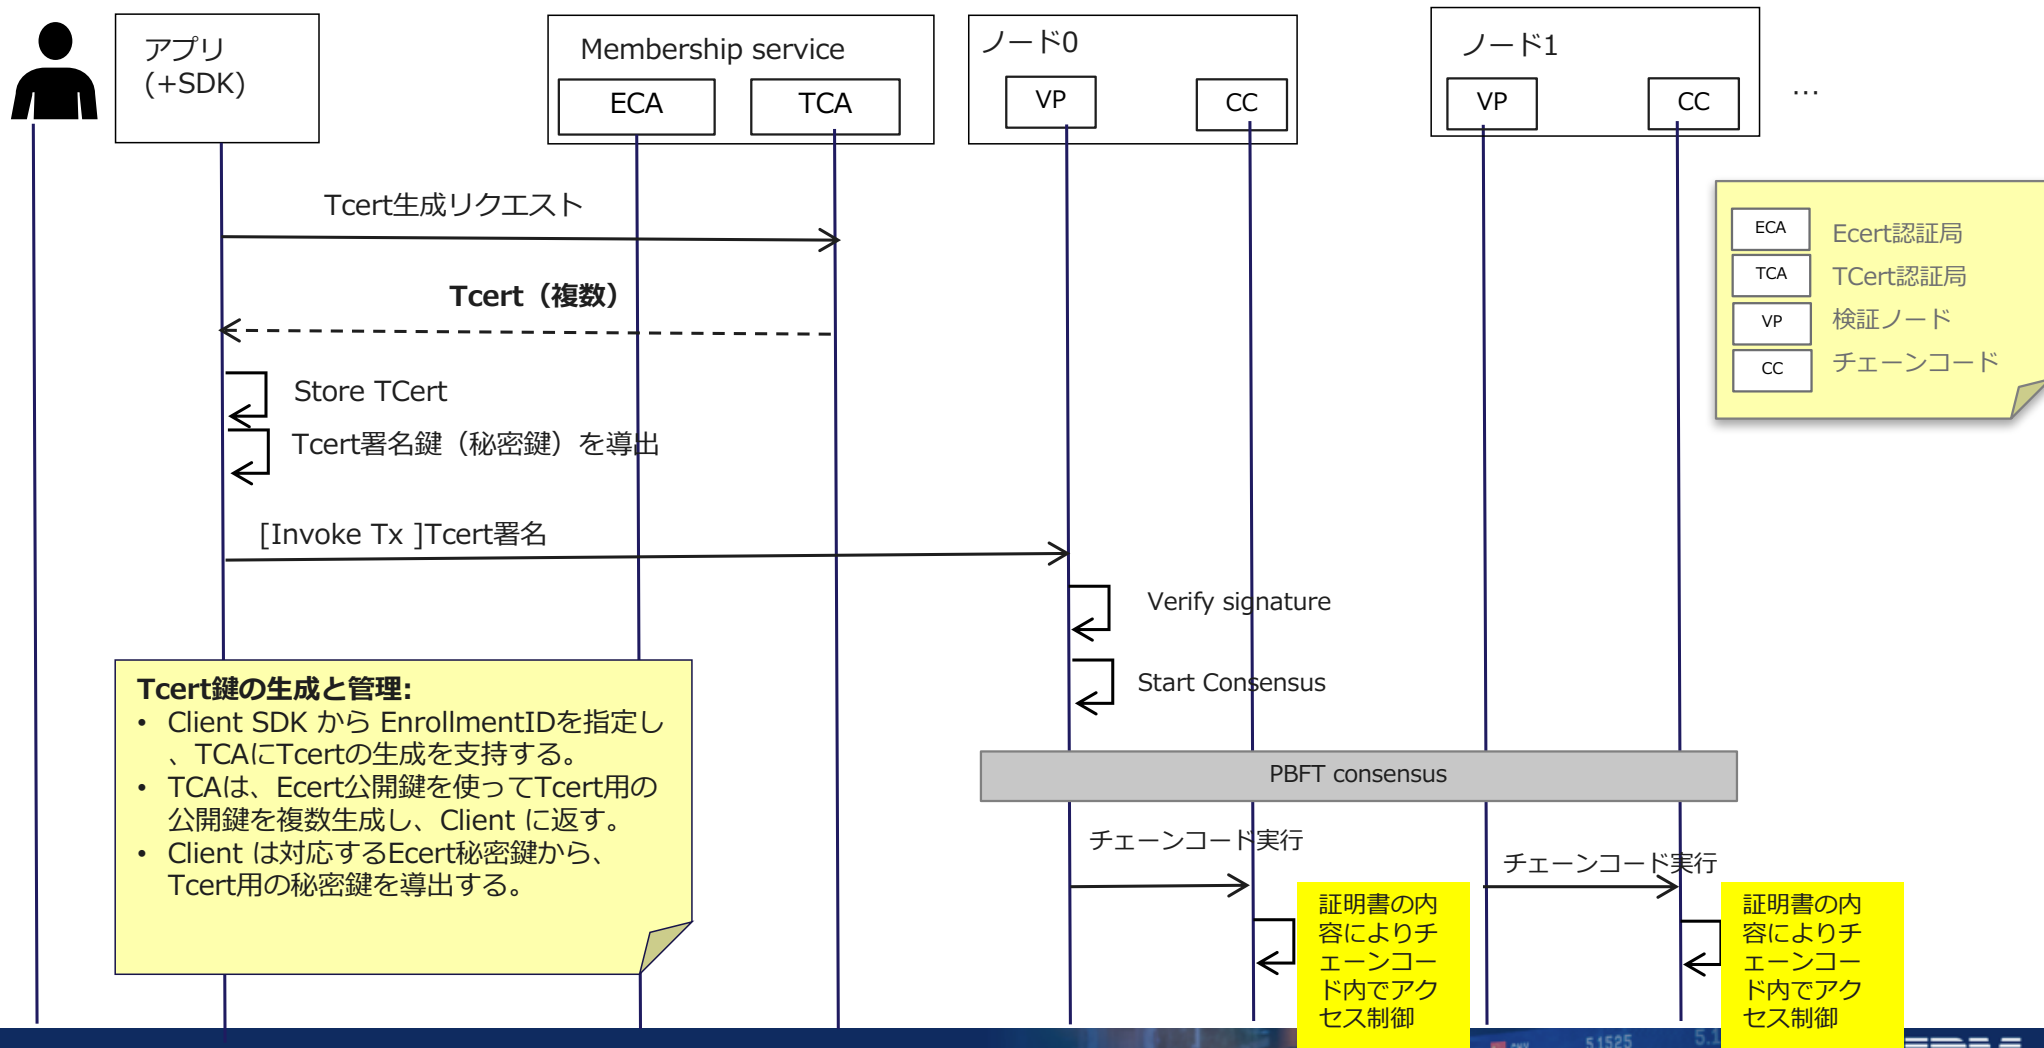 アプリ
(+SDK)
Membership service
ECA
TCA
ノード0
VP
CC
ノード1
VP
CC
...
Tcert生成リクエスト
Tcert（複数）
Store TCert
Tcert署名鍵（秘密鍵）を導出
[Invoke Tx ]Tcert署名
Verify signature
Start Consensus
PBFT consensus
チェーンコード実行
チェーンコード実行
証明書の内
容によりチ
ェーンコー
ド内でアク
セス制御
証明書の内
容によりチ
ェーンコー
ド内でアク
セス制御
ECA
Ecert認証局
TCA
TCert認証局
VP
検証ノード
CC
チェーンコード
Tcert鍵の生成と管理:
• Client SDK から EnrollmentIDを指定し
、TCAにTcertの生成を支持する。
• TCAは、Ecert公開鍵を使ってTcert用の
公開鍵を複数生成し、Client に返す。
• Client は対応するEcert秘密鍵から、
Tcert用の秘密鍵を導出する。
5.1525